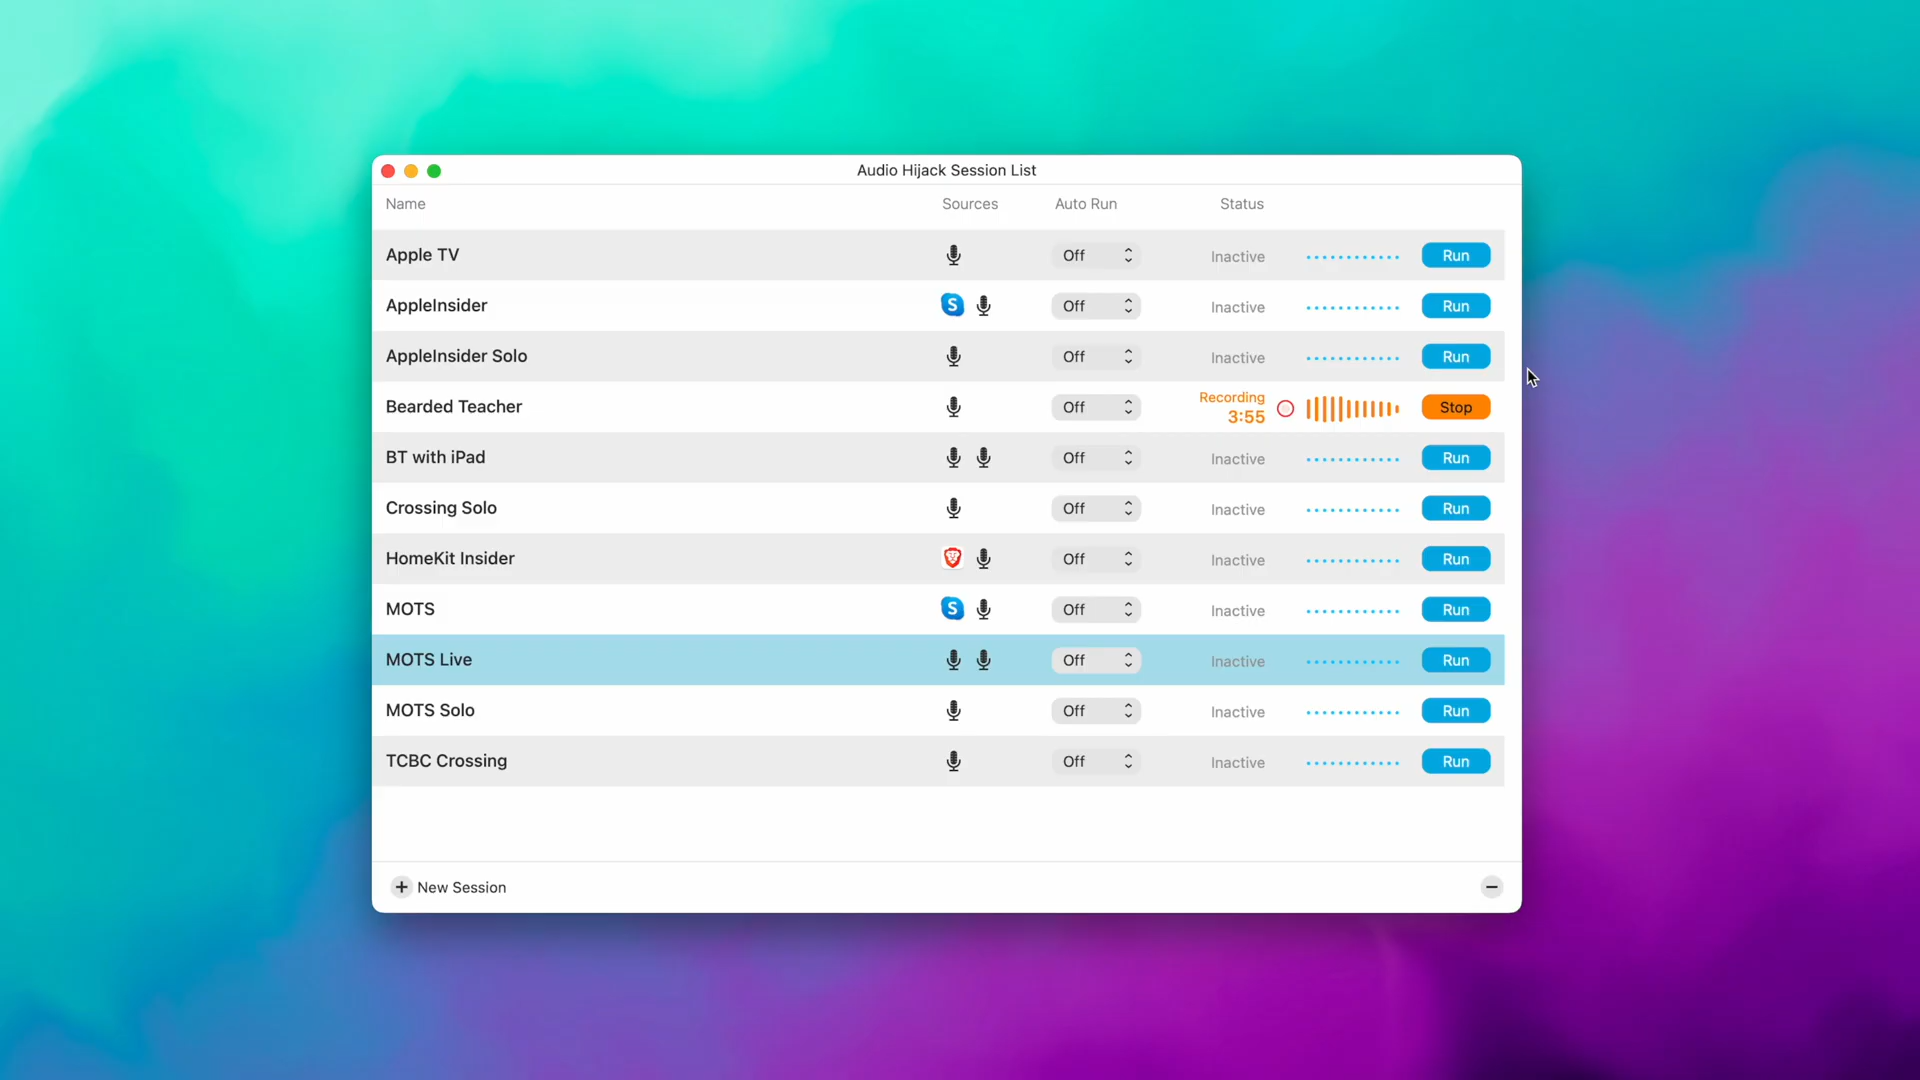 Audio Hijack Session List
Name Sources Auto Run Status
Apple TV Off Inactive Run
AppleInsider S Off Inactive Run
AppleInsider Solo Off Inactive Run
Bearded Teacher Off Recording 3:55 Stop
BT with iPad Off Inactive Run
Crossing Solo Off Inactive Run
HomeKit Insider Off Inactive Run
MOTS S Off Inactive Run
MOTS Live Off Inactive Run
MOTS Solo Off Inactive Run
TCBC Crossing Off Inactive Run
New Session